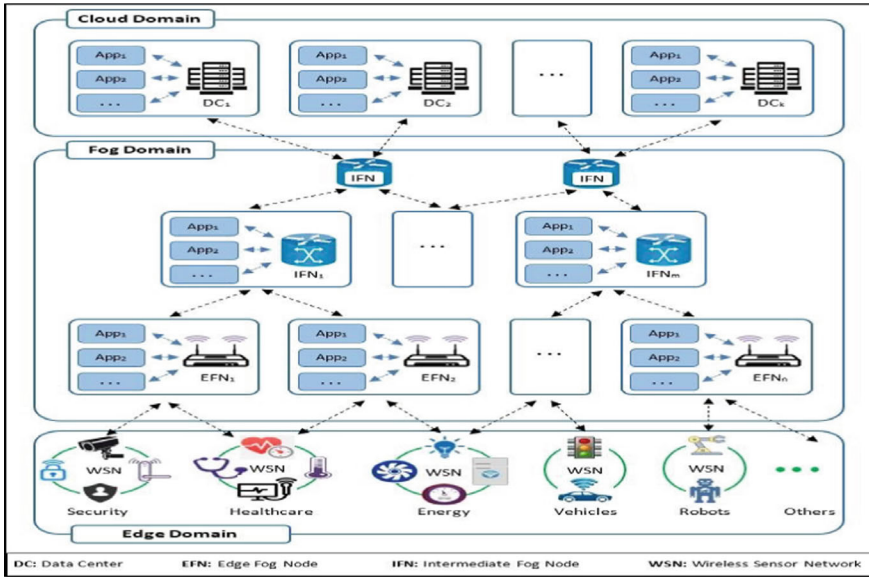 Cloud Domain
App₁
App₂
...
DC₁
App₁
App₂
...
DC₂
...
App₁
App₂
...
DCₖ
Fog Domain
IFN
IFN
App₁
App₂
...
IFN₁
...
App₁
App₂
...
IFNₘ
App₁
App₂
...
EFN₁
App₁
App₂
...
EFN₂
...
App₁
App₂
...
EFNₙ
WSN
WSN
WSN
WSN
WSN
...
Security
Healthcare
Energy
Vehicles
Robots
Others
Edge Domain
DC: Data Center EFN: Edge Fog Node IFN: Intermediate Fog Node WSN: Wireless Sensor Network